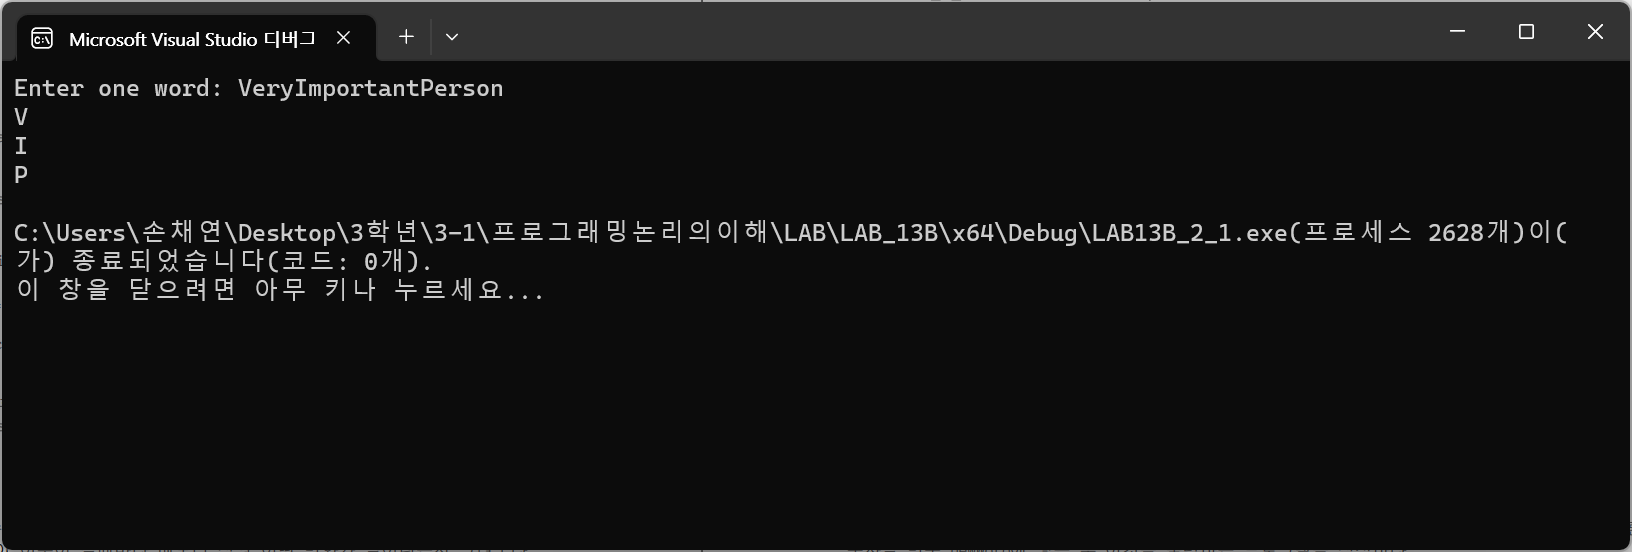 Microsoft Visual Studio 디버그
Enter one word: VeryImportantPerson
V
I
P
C:\Users\손채연\Desktop\3학년\3-1\프로그래밍논리의이해\LAB\LAB_13B\x64\Debug\LAB13B_2_1.exe(프로세스 2628개)이(
가) 종료되었습니다(코드: 0개).
이 창을 닫으려면 아무 키나 누르세요...